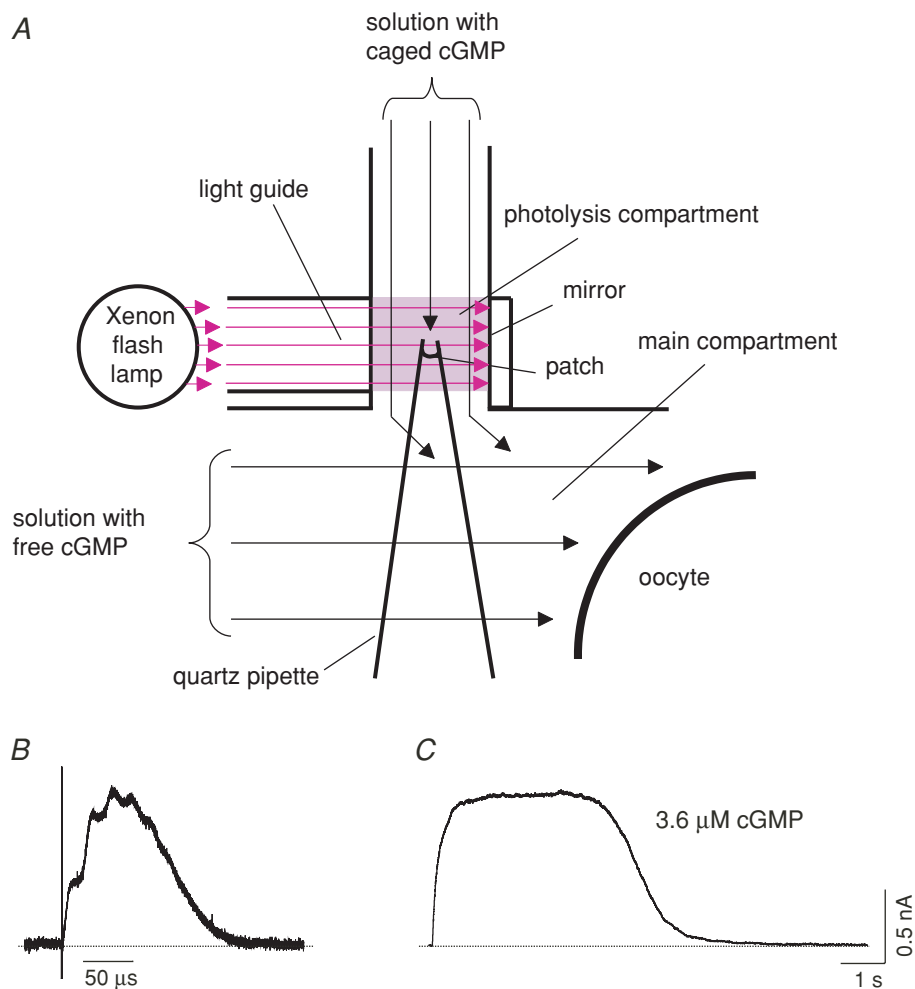 A
solution with
caged cGMP
light guide
photolysis compartment
mirror
Xenon
flash
lamp
main compartment
patch
solution with
free cGMP
oocyte
quartz pipette
B
C
3.6 μM cGMP
0.5 nA
50 μs
1 s